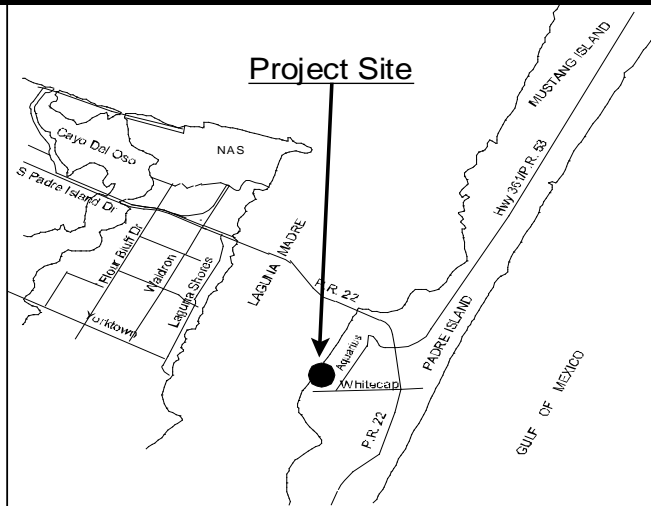 Project Site
MUSTANG ISLAND
Cayo Del Oso
NAS
S Padre Island Dr
Hwy 361/P.R. 53
Flour Bluff Dr
Waldron
Laguna Shores
LAGUNA MADRE
P.R. 22
Yorktown
Aquarius
PADRE ISLAND
Whitecap
P.R. 22
GULF OF MEXICO